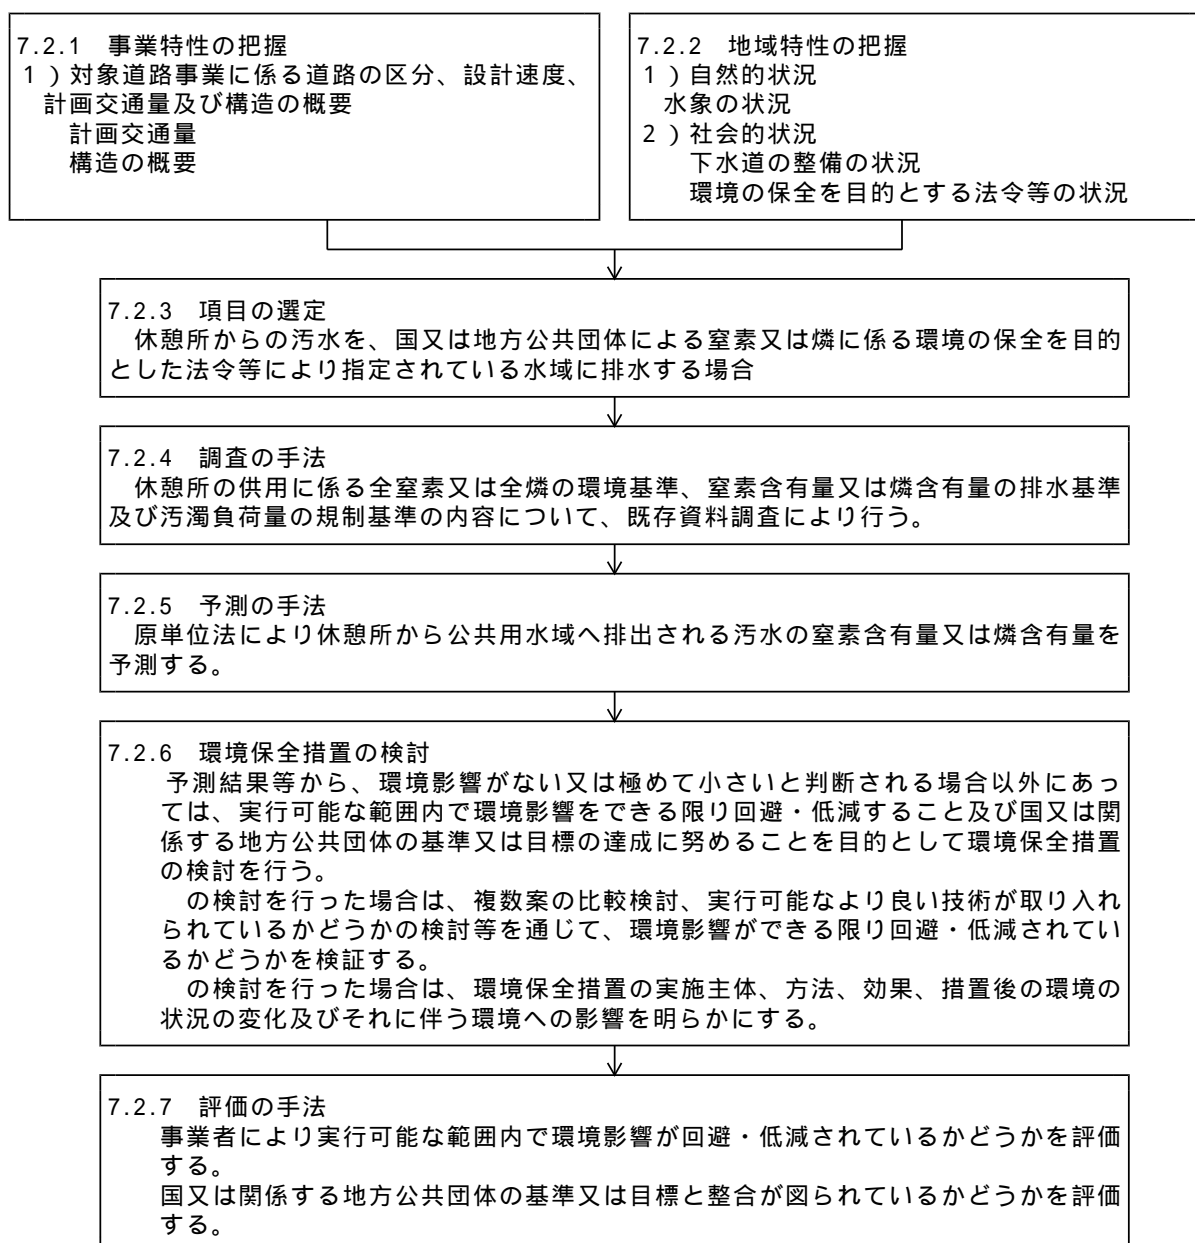 7.2.1 事業特性の把握
1)対象道路事業に係る道路の区分、設計速度、
計画交通量及び構造の概要
計画交通量
構造の概要
7.2.2 地域特性の把握
1)自然的状況
水象の状況
2)社会的状況
下水道の整備の状況
環境の保全を目的とする法令等の状況
7.2.3 項目の選定
休憩所からの汚水を、国又は地方公共団体による窒素又は燐に係る環境の保全を目的
とした法令等により指定されている水域に排水する場合
7.2.4 調査の手法
休憩所の供用に係る全窒素又は全燐の環境基準、窒素含有量又は燐含有量の排水基準
及び汚濁負荷量の規制基準の内容について、既存資料調査により行う。
7.2.5 予測の手法
原単位法により休憩所から公共用水域へ排出される汚水の窒素含有量又は燐含有量を
予測する。
7.2.6 環境保全措置の検討
予測結果等から、環境影響がない又は極めて小さいと判断される場合以外にあっ
ては、実行可能な範囲内で環境影響をできる限り回避・低減すること及び国又は関
係する地方公共団体の基準又は目標の達成に努めることを目的として環境保全措置
の検討を行う。
の検討を行った場合は、複数案の比較検討、実行可能なより良い技術が取り入れ
られているかどうかの検討等を通じて、環境影響ができる限り回避・低減されてい
るかどうかを検証する。
の検討を行った場合は、環境保全措置の実施主体、方法、効果、措置後の環境の
状況の変化及びそれに伴う環境への影響を明らかにする。
7.2.7 評価の手法
事業者により実行可能な範囲内で環境影響が回避・低減されているかどうかを評価
する。
国又は関係する地方公共団体の基準又は目標と整合が図られているかどうかを評価
する。